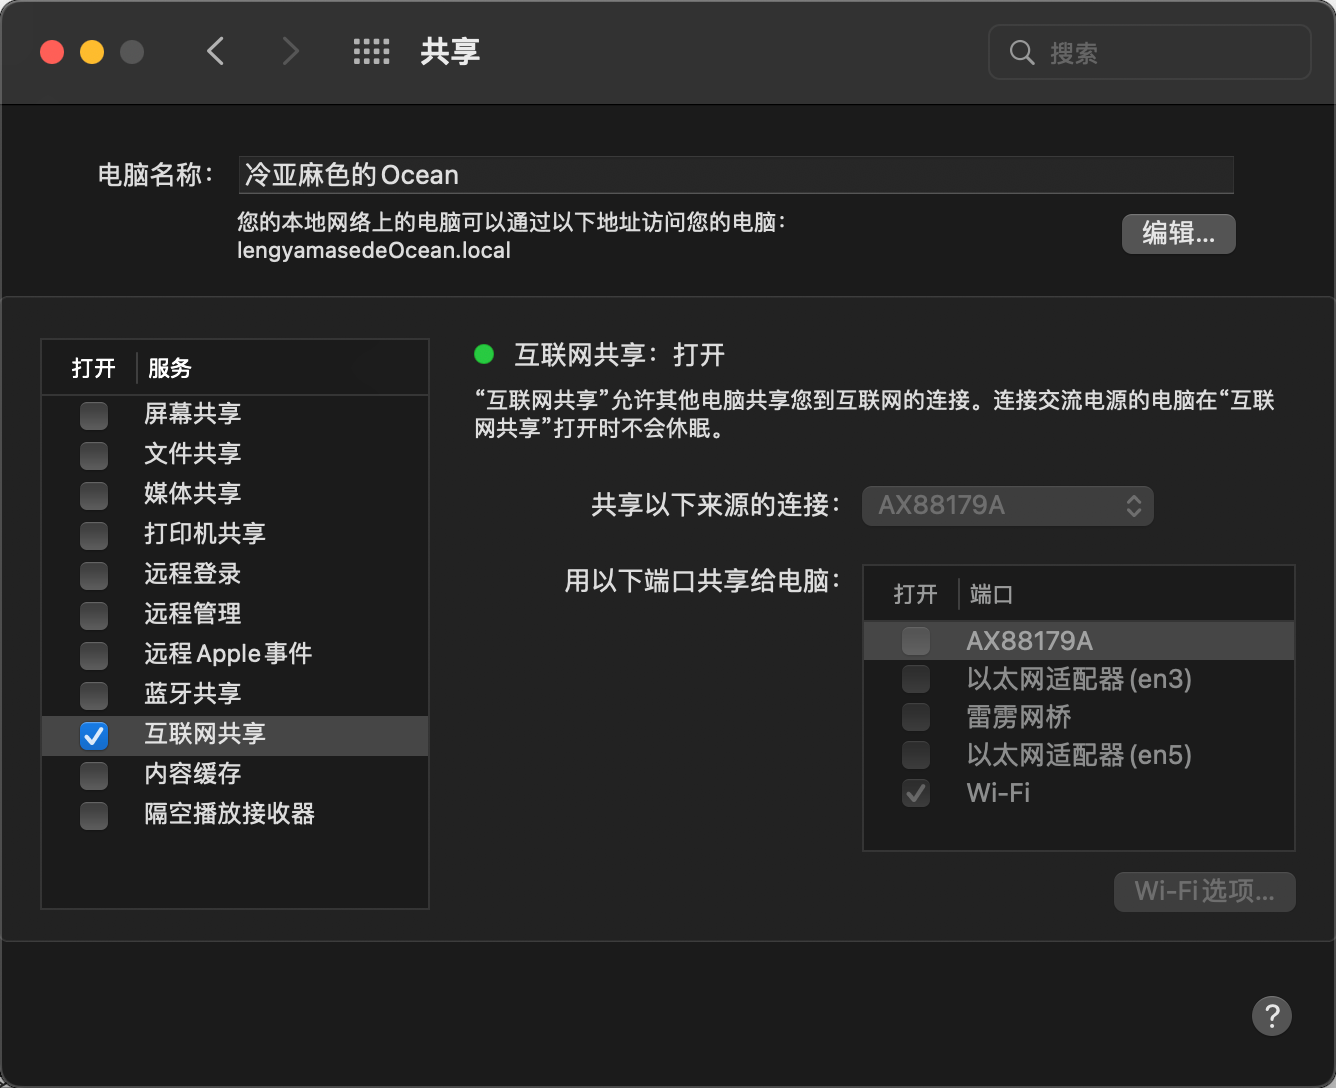 共享
搜索
电脑名称：
冷亚麻色的Ocean
您的本地网络上的电脑可以通过以下地址访问您的电脑：
lengyamasedeOcean.local
编辑...
打开 服务
屏幕共享
文件共享
媒体共享
打印机共享
远程登录
远程管理
远程Apple事件
蓝牙共享
互联网共享
内容缓存
隔空播放接收器
互联网共享：打开
“互联网共享”允许其他电脑共享您到互联网的连接。连接交流电源的电脑在“互联
网共享”打开时不会休眠。
共享以下来源的连接： AX88179A
用以下端口共享给电脑：
打开 端口
AX88179A
以太网适配器 (en3)
雷雳网桥
以太网适配器 (en5)
Wi-Fi
Wi-Fi选项...
?